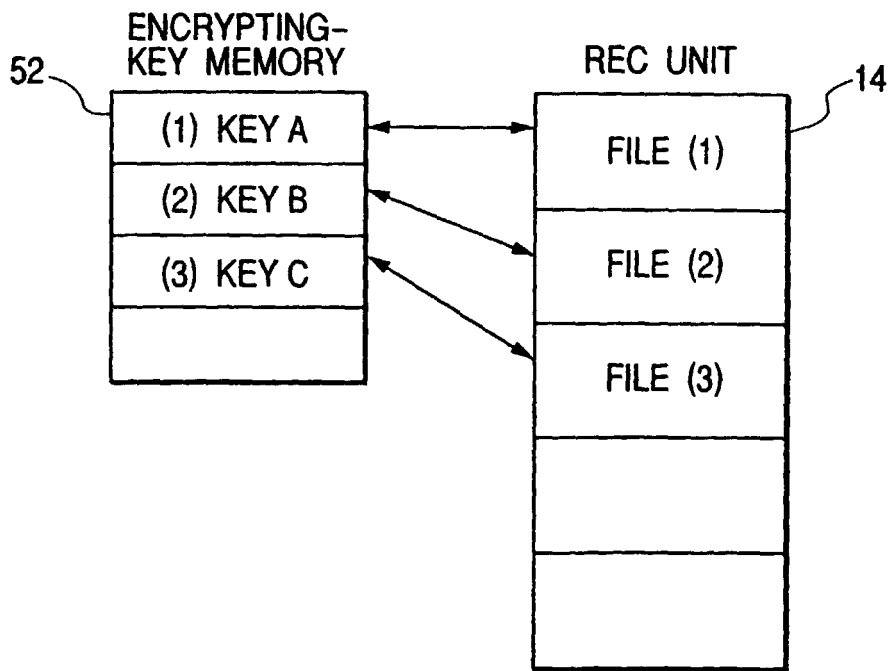 ENCRYPTING-
KEY MEMORY
52
(1) KEY A
(2) KEY B
(3) KEY C
REC UNIT
14
FILE (1)
FILE (2)
FILE (3)